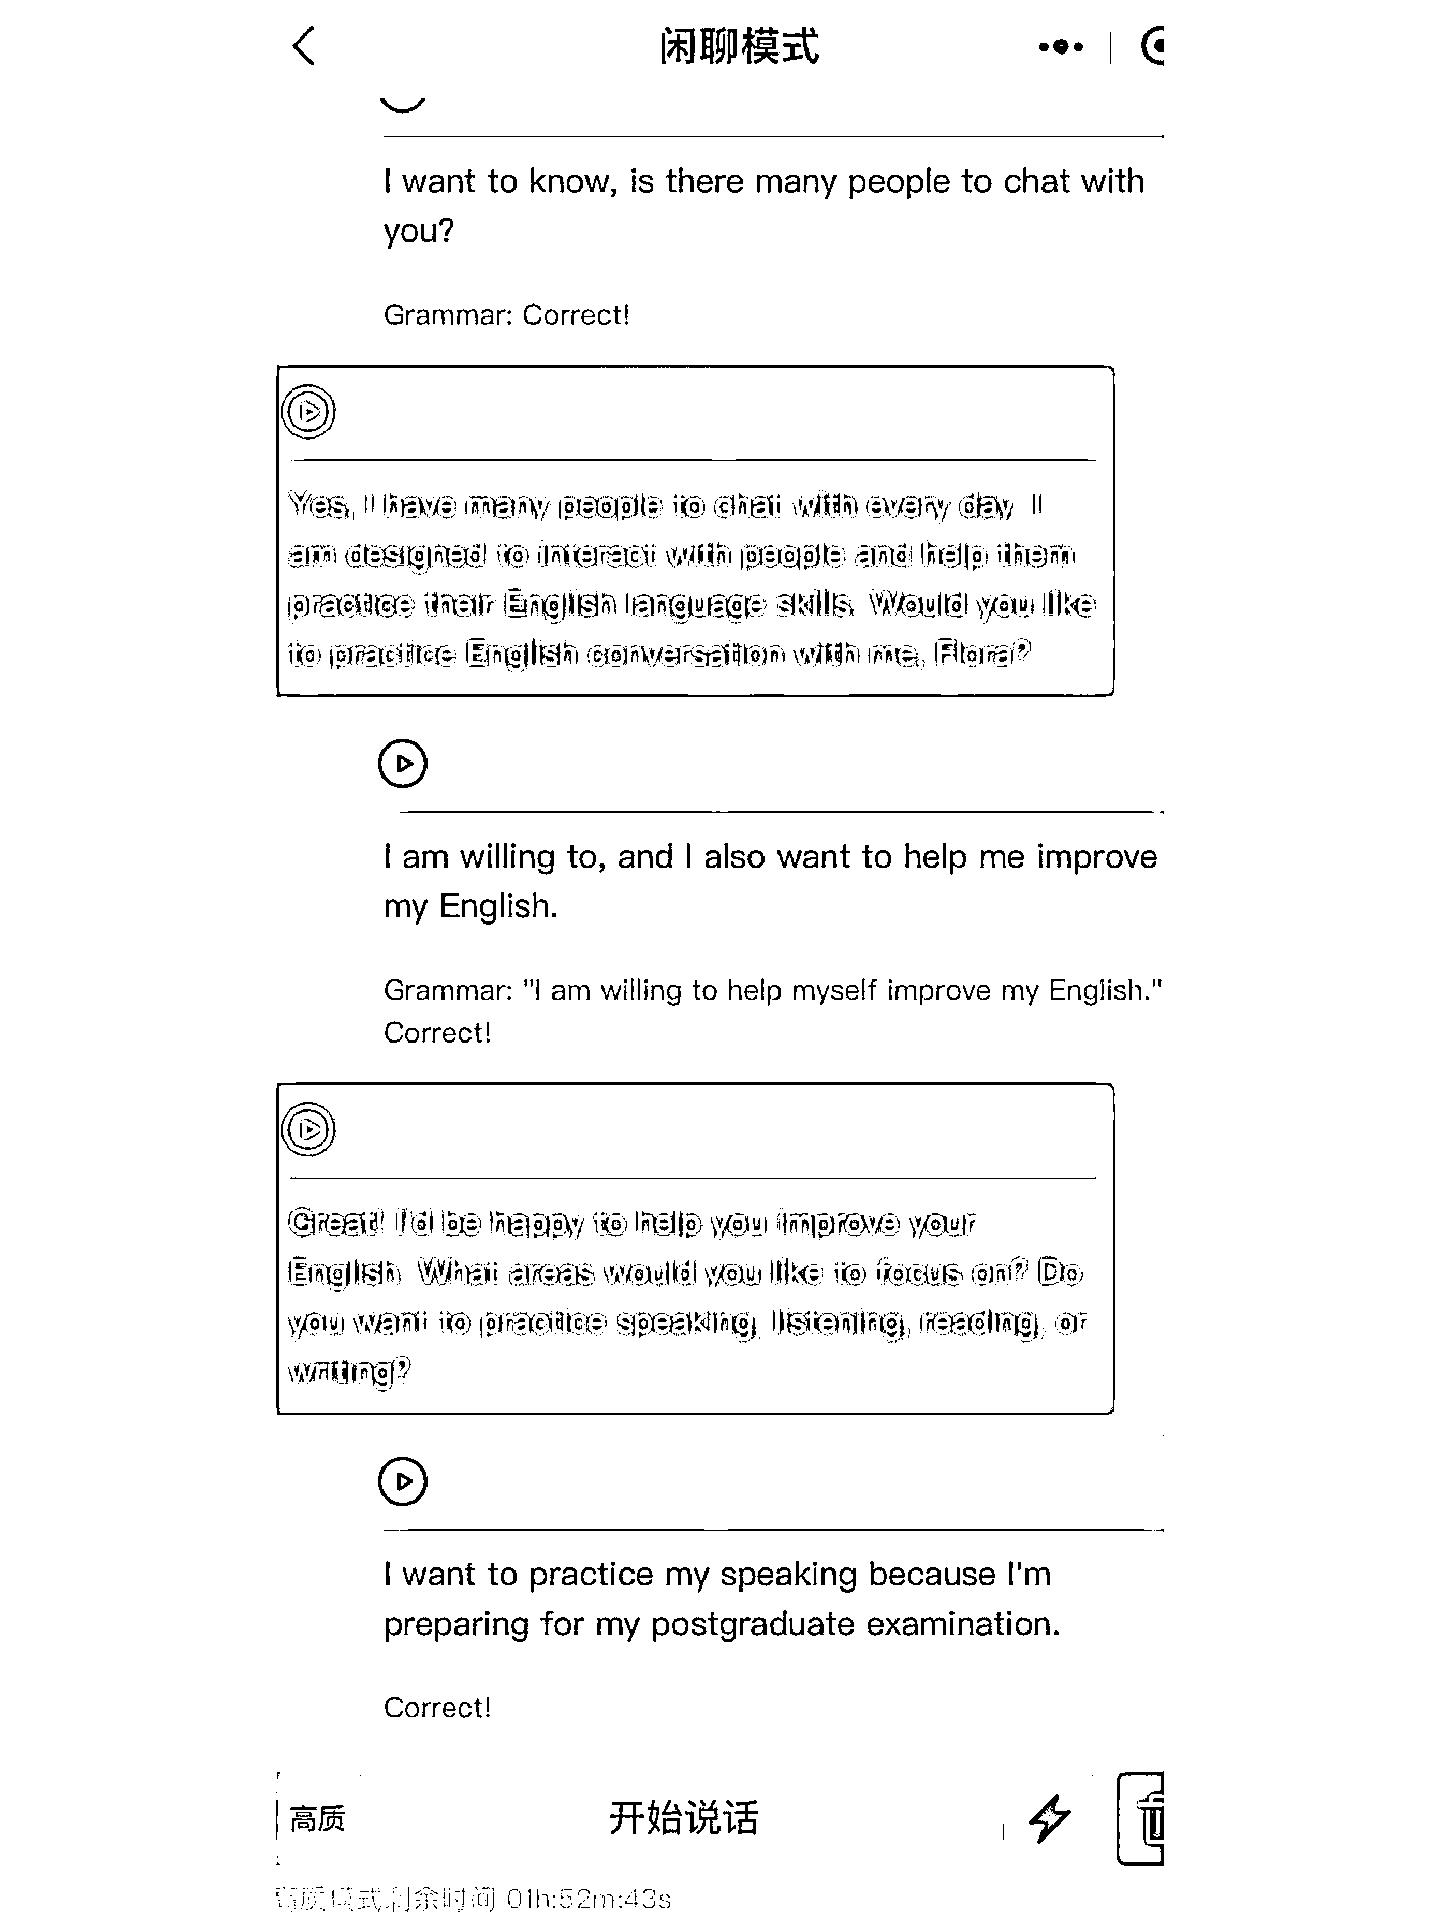 闲聊模式
I want to know, is there many people to chat with
you?
Grammar: Correct!
Yes, I have many people to chat with every day. I
am designed to interact with people and help them
practice their English language skills. Would you like
to practice English conversation with me, Flora?
I am willing to, and I also want to help me improve
my English.
Grammar: "I am willing to help myself improve my English."
Correct!
Great! I'd be happy to help you improve your
English. What areas would you like to focus on? Do
you want to practice speaking, listening, reading, or
writing?
I want to practice my speaking because I'm
preparing for my postgraduate examination.
Correct!
高质 开始说话
高质模式剩余时间 01h:52m:43s